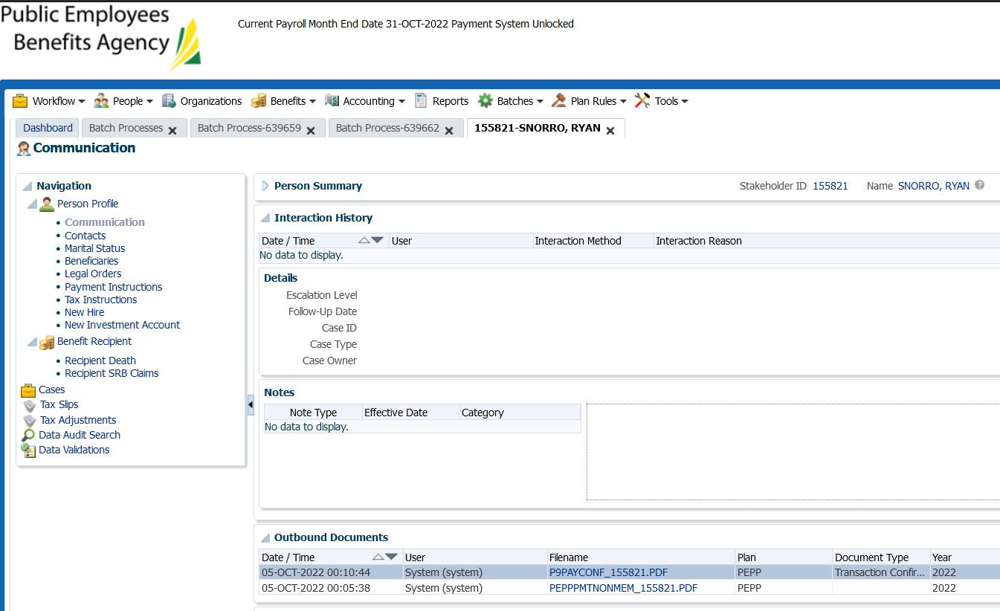 Public Employees
Benefits Agency
Current Payroll Month End Date 31-OCT-2022 Payment System Unlocked
Workflow People Organizations Benefits Accounting Reports Batches Plan Rules Tools
Dashboard Batch Processes Batch Process-639659 Batch Process-639662 155821-SNORRO, RYAN
Communication
Navigation
Person Profile
Communication
Contacts
Marital Status
Beneficiaries
Legal Orders
Payment Instructions
Tax Instructions
New Hire
New Investment Account
Benefit Recipient
Recipient Death
Recipient SRB Claims
Cases
Tax Slips
Tax Adjustments
Data Audit Search
Data Validations
Person Summary Stakeholder ID 155821 Name SNORRO, RYAN
Interaction History
Date / Time User Interaction Method Interaction Reason
No data to display.
Details
Escalation Level
Follow-Up Date
Case ID
Case Type
Case Owner
Notes
Note Type Effective Date Category
No data to display.
Outbound Documents
Date / Time User Filename Plan Document Type Year
05-OCT-2022 00:10:44 System (system) P9PAYCONF_155821.PDF PEPP Transaction Confir... 2022
05-OCT-2022 00:05:38 System (system) PEPPPMTNONMEM_155821.PDF PEPP 2022